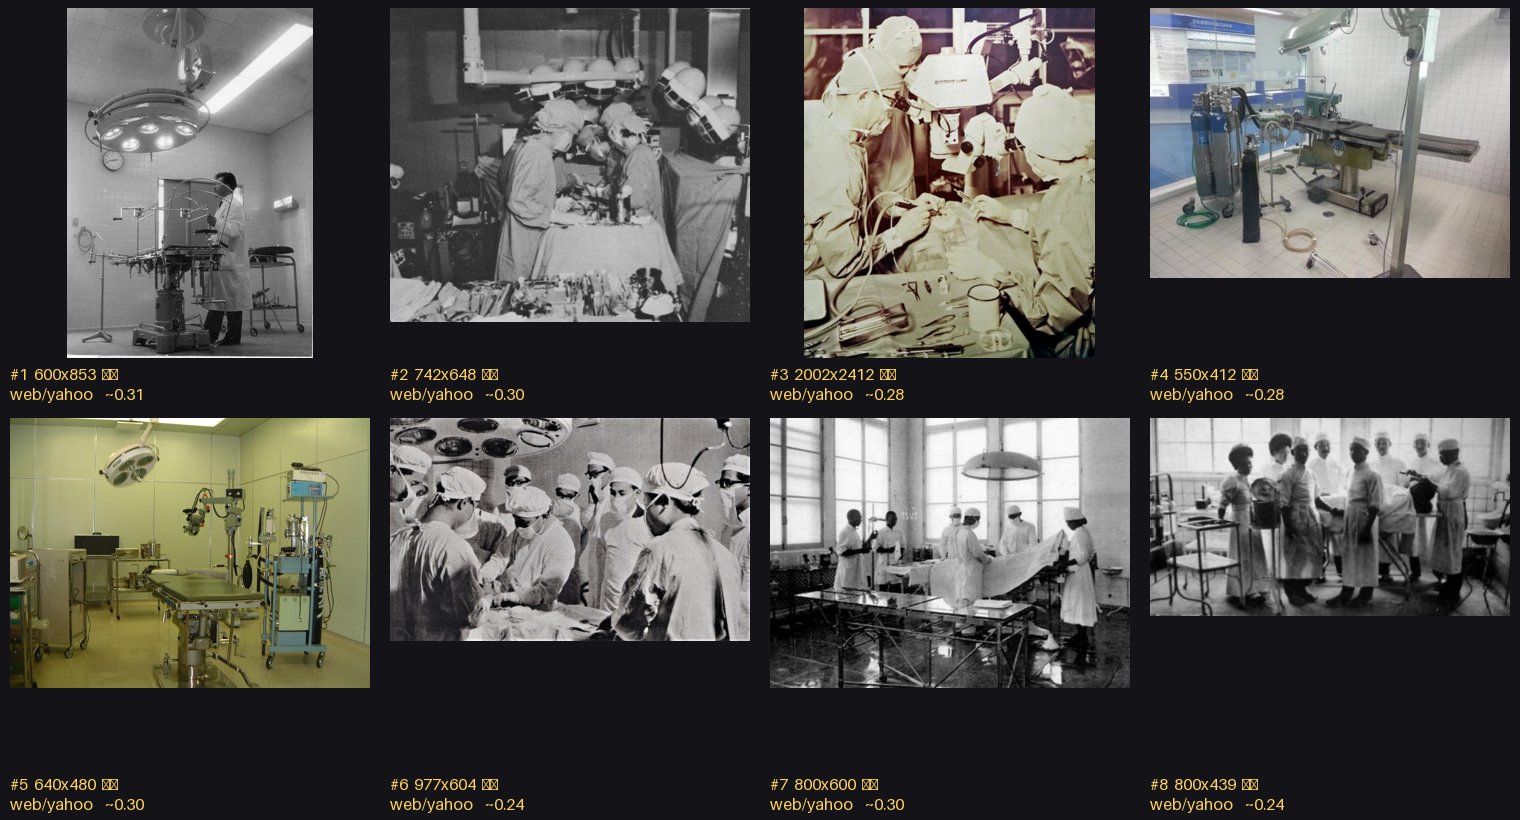 #1 600x853
web/yahoo ~0.31
#2 742x648
web/yahoo ~0.30
#3 2002x2412
web/yahoo ~0.28
#4 550x412
web/yahoo ~0.28
#5 640x480
web/yahoo ~0.30
#6 977x604
web/yahoo ~0.24
#7 800x600
web/yahoo ~0.30
#8 800x439
web/yahoo ~0.24